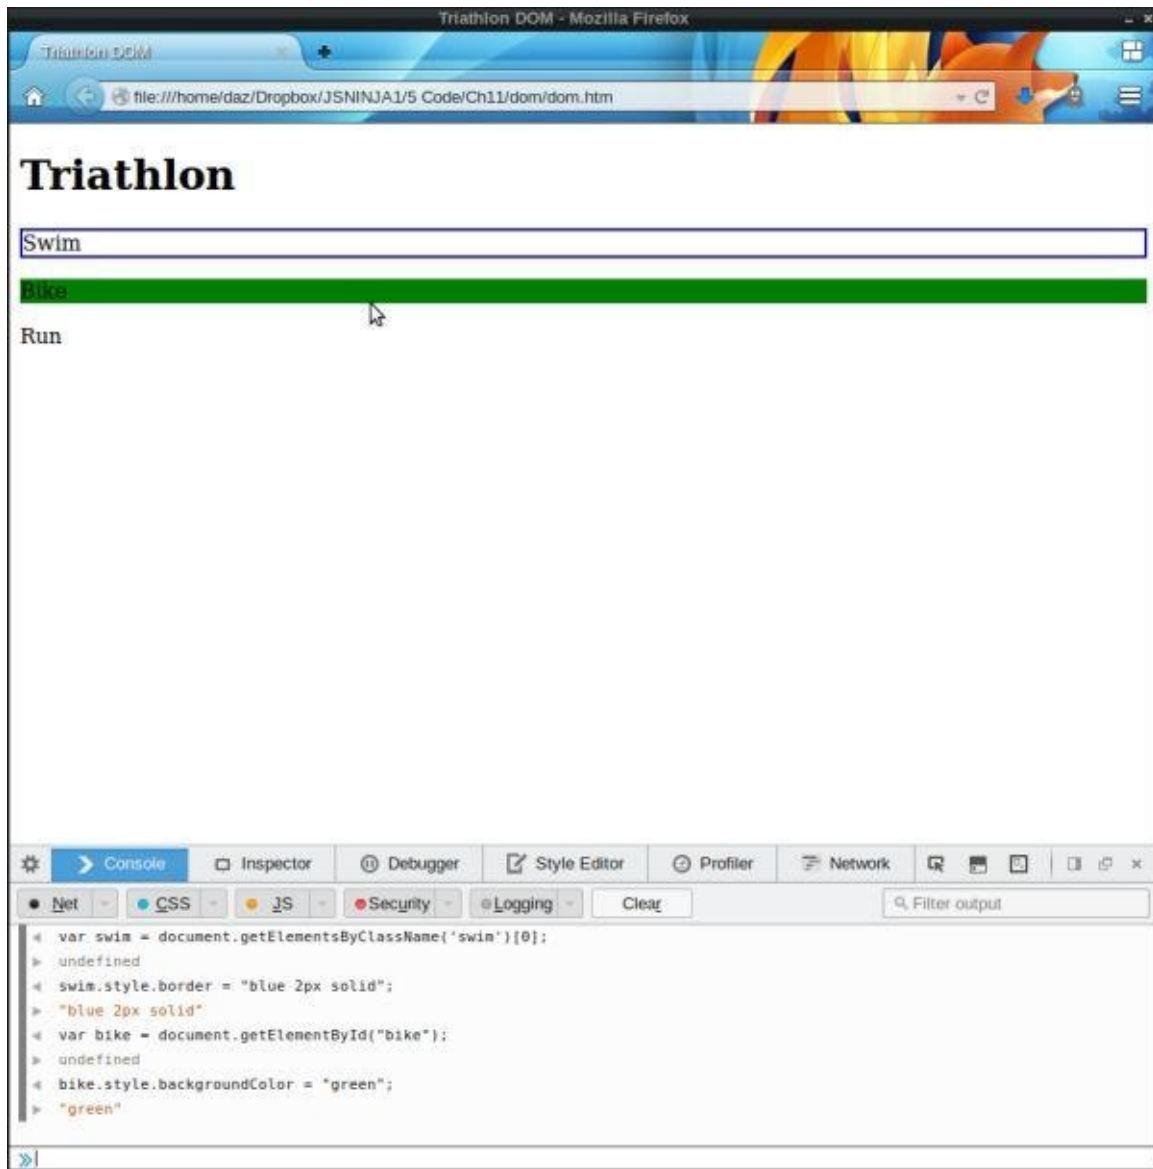 Triathlon DOM - Mozilla Firefox
Triathlon DOM
file:///home/daz/Dropbox/JSNINJA1/5 Code/Ch11/dom/dom.htm
Triathlon
Swim
Bike
Run
Console Inspector Debugger Style Editor Profiler Network
Net CSS JS Security Logging Clear Filter output
var swim = document.getElementsByClassName('swim')[0];
undefined
swim.style.border = "blue 2px solid";
"blue 2px solid"
var bike = document.getElementById("bike");
undefined
bike.style.backgroundColor = "green";
"green"